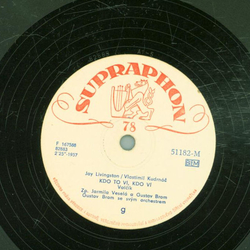 SUPRAPHON
78
F 147588
51182-M
Jay Livingston / Vlastimil Kudrnáč
KDO TO VÍ, KDO VÍ
Valčík
Zp. Jarmila Veselá a Gustav Brom
Gustav Brom se svým orchestrem
g